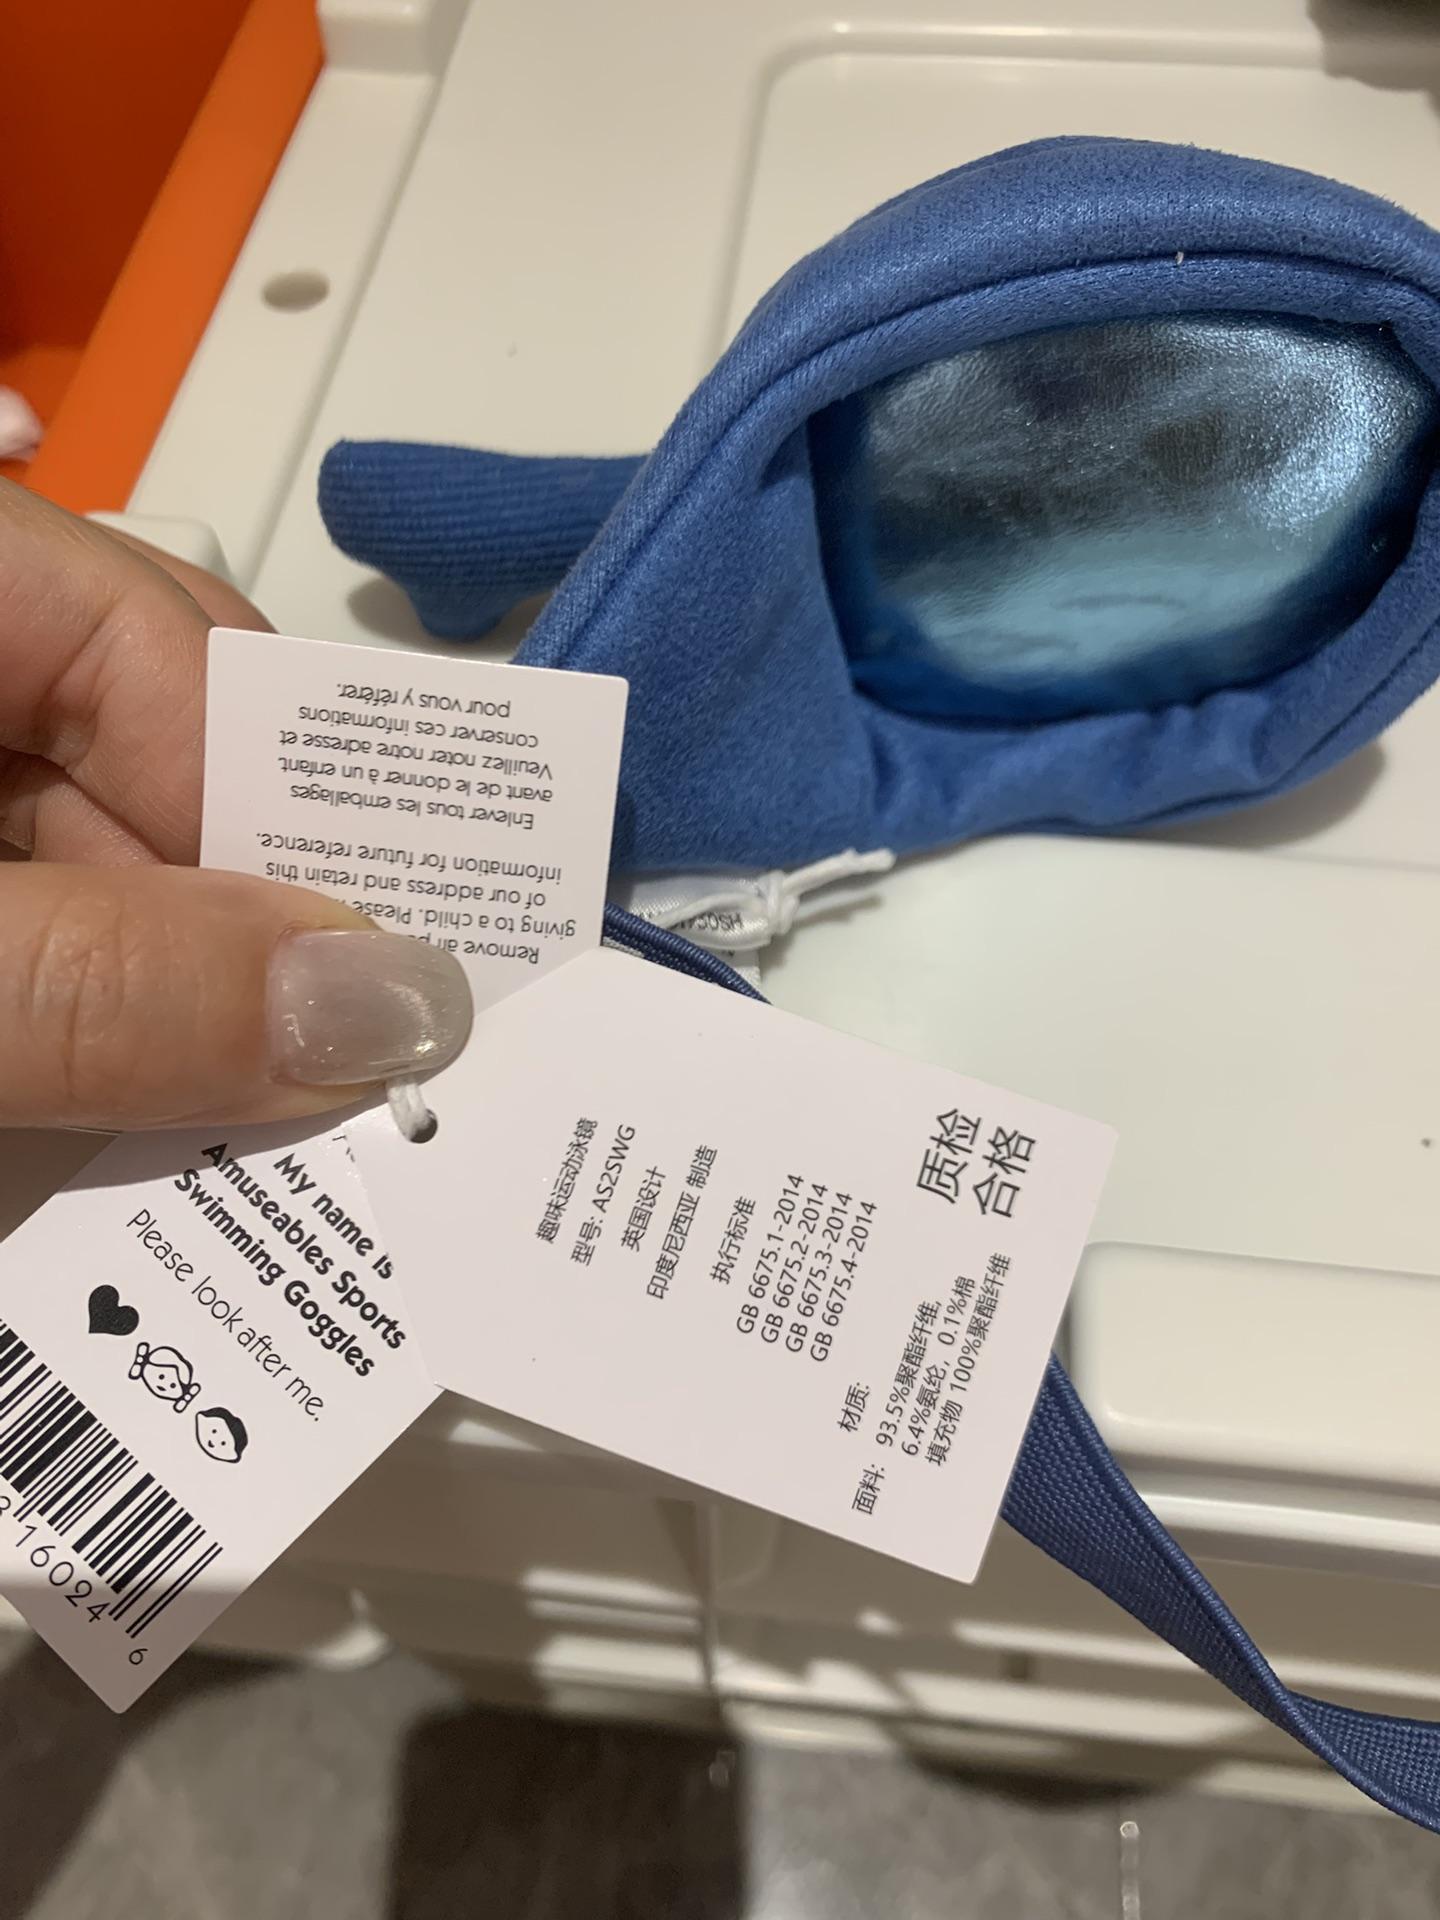 Remove all
giving to a child. Please
of our address and retain this
information for future reference.
Enlever tous les emballages
avant de le donner à un enfant.
Veuillez noter notre adresse et
conserver ces informations
pour vous y référer.
My name is
Amuseables Sports
Swimming Goggles
Please look after me.
3 16024 6
趣味运动泳镜
型号: AS2SWG
英国设计
印度尼西亚 制造
执行标准
GB 6675.1-2014
GB 6675.2-2014
GB 6675.3-2014
GB 6675.4-2014
质检
合格
材质:
面料: 93.5%聚酯纤维,
6.4%氨纶, 0.1%棉
填充物 100%聚酯纤维